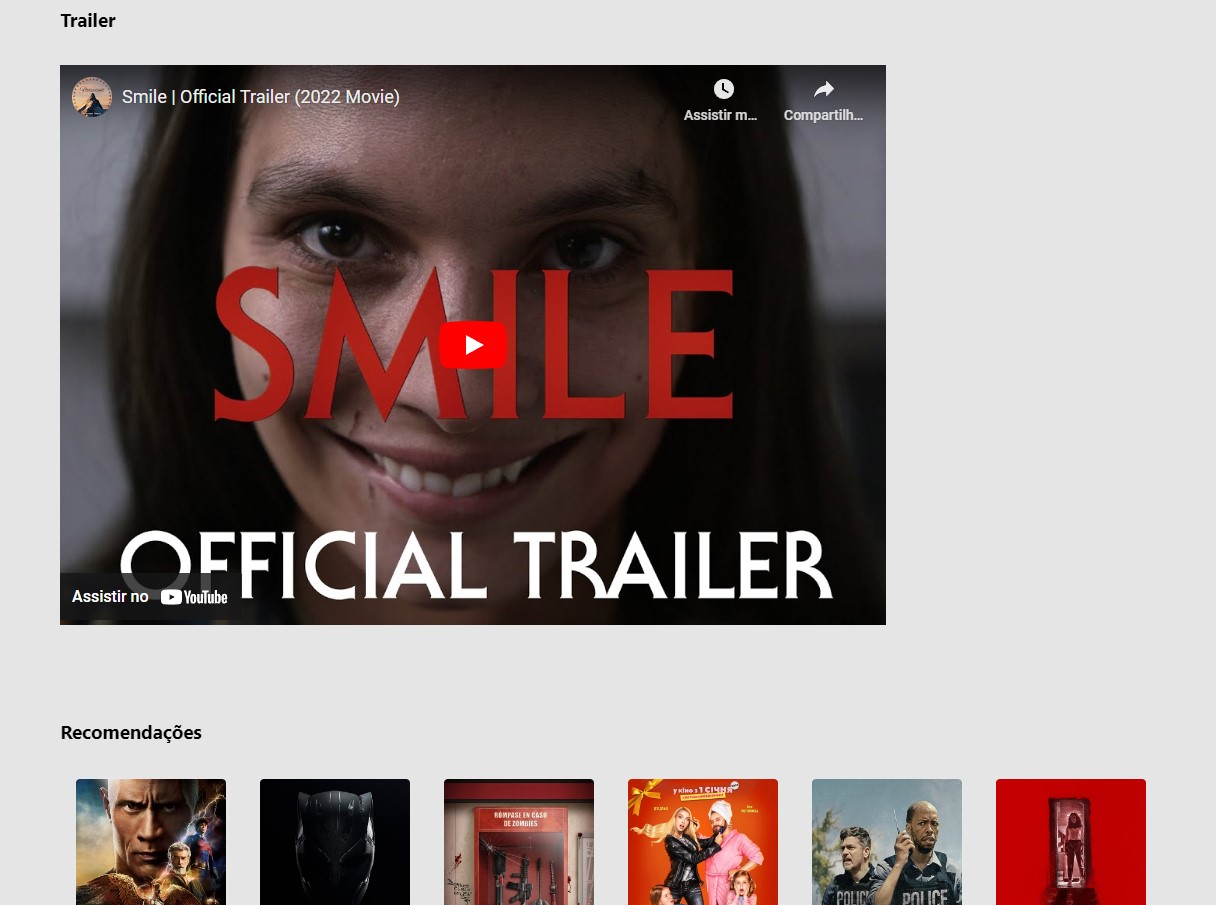 Trailer
Smile | Official Trailer (2022 Movie)
Assistir m...
Compartilh...
SMILE
OFFICIAL TRAILER
Assistir no YouTube
Recomendações
RÓMPASE EN CASO
DE ZOMBIES
У КІНО З 1 СІЧНЯ
POLICE
POLICE